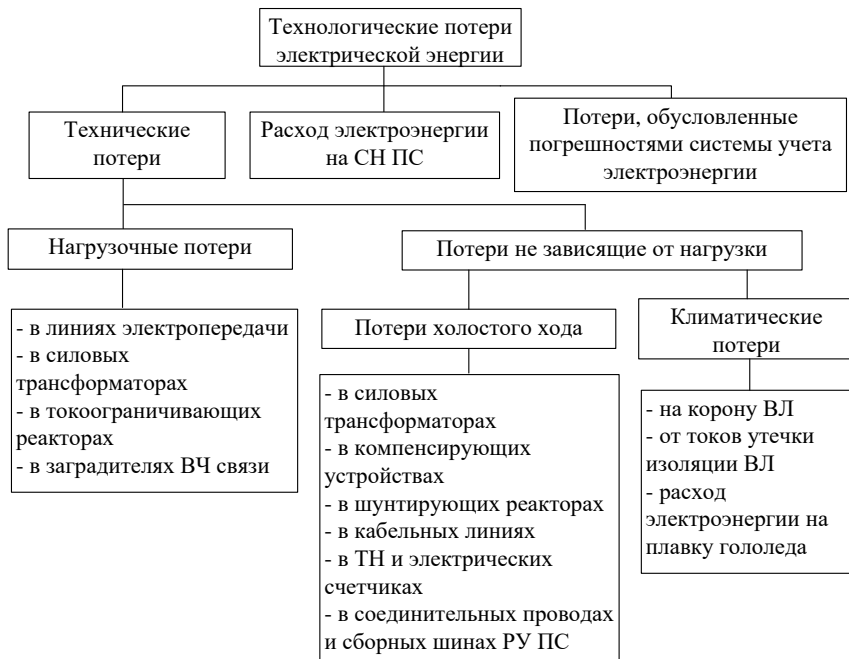 Технологические потери
электрической энергии
Технические
потери
Расход электроэнергии
на СН ПС
Потери, обусловленные
погрешностями системы учета
электроэнергии
Нагрузочные потери
Потери не зависящие от нагрузки
- в линиях электропередачи
- в силовых
трансформаторах
- в токоограничивающих
реакторах
- в заградителях ВЧ связи
Потери холостого хода
Климатические
потери
- в силовых
трансформаторах
- в компенсирующих
устройствах
- в шунтирующих реакторах
- в кабельных линиях
- в ТН и электрических
счетчиках
- в соединительных проводах
и сборных шинах РУ ПС
- на корону ВЛ
- от токов утечки
изоляции ВЛ
- расход
электроэнергии на
плавку гололеда